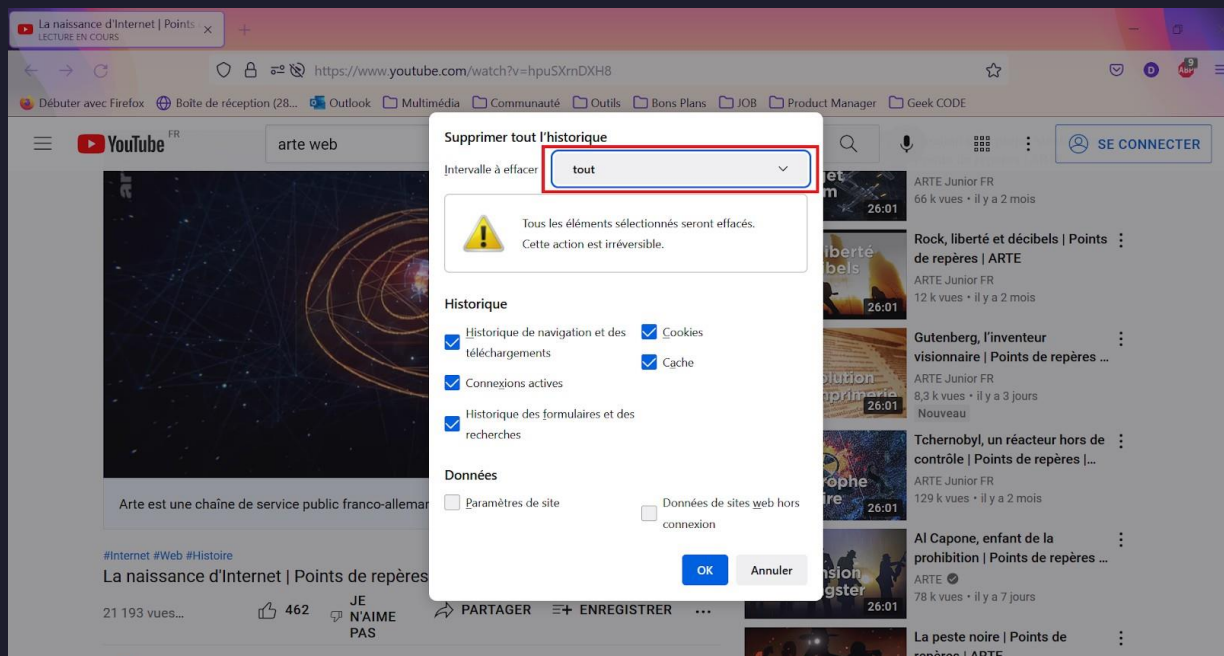 La naissance d'Internet | Points
LECTURE EN COURS
https://www.youtube.com/watch?v=hpuSXrnDXH8
ABP
9
D
Débuter avec Firefox Boîte de réception (28... Outlook Multimédia Communauté Outils Bons Plans JOB Product Manager Geek CODE
YouTube FR
arte web
SE CONNECTER
Supprimer tout l'historique
Intervalle à effacer tout
Tous les éléments sélectionnés seront effacés.
Cette action est irréversible.
Historique
Historique de navigation et des
téléchargements
Cookies
Cache
Connexions actives
Historique des formulaires et des
recherches
Données
Paramètres de site
Données de sites web hors
connexion
OK Annuler
Arte est une chaîne de service public
#Internet #Web #Histoire
La naissance d'Internet | Points de repères
21 193 vues...
462
JE
N'AIME
PAS
PARTAGER
ENREGISTRER
26:01
ARTE Junior FR
66 k vues • il y a 2 mois
26:01
Rock, liberté et décibels | Points
de repères | ARTE
ARTE Junior FR
12 k vues • il y a 2 mois
26:01
Gutenberg, l'inventeur
visionnaire | Points de repères ...
ARTE Junior FR
8,3 k vues • il y a 3 jours
Nouveau
26:01
Tchernobyl, un réacteur hors de
contrôle | Points de repères |...
ARTE Junior FR
129 k vues • il y a 2 mois
26:01
Al Capone, enfant de la
prohibition | Points de repères ...
ARTE
78 k vues • il y a 7 jours
La peste noire | Points de
repères | ARTE